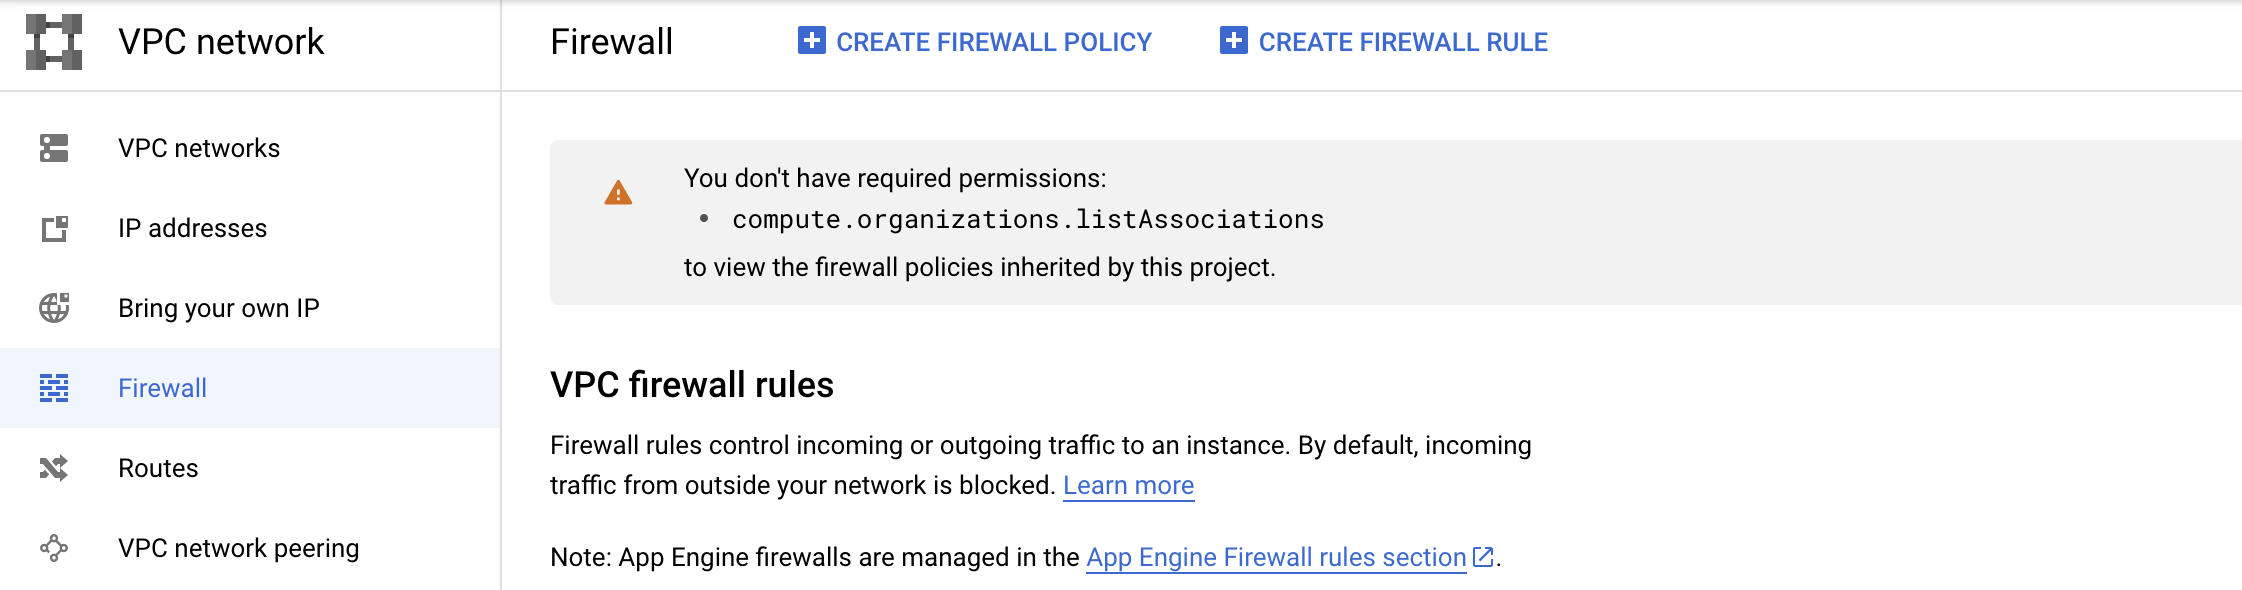 VPC network
Firewall
CREATE FIREWALL POLICY
CREATE FIREWALL RULE
VPC networks
IP addresses
Bring your own IP
Firewall
Routes
VPC network peering
You don't have required permissions:
• compute.organizations.listAssociations
to view the firewall policies inherited by this project.
VPC firewall rules
Firewall rules control incoming or outgoing traffic to an instance. By default, incoming
traffic from outside your network is blocked. Learn more
Note: App Engine firewalls are managed in the App Engine Firewall rules section.